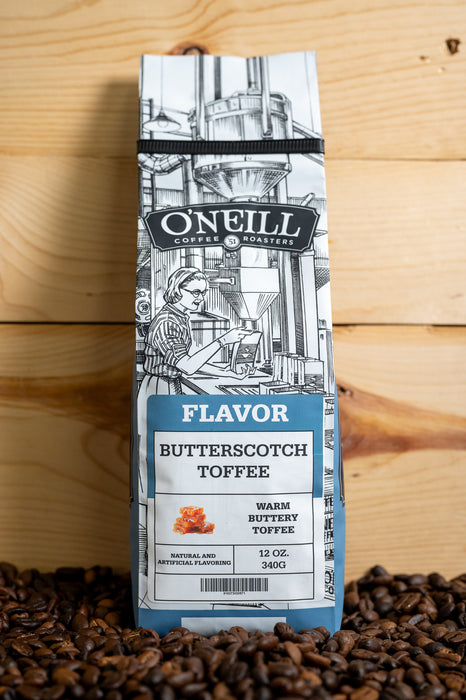 O'NEILL
COFFEE 51 ROASTERS
FLAVOR
BUTTERSCOTCH
TOFFEE
WARM
BUTTERY
TOFFEE
NATURAL AND
ARTIFICIAL FLAVORING
12 OZ.
340G